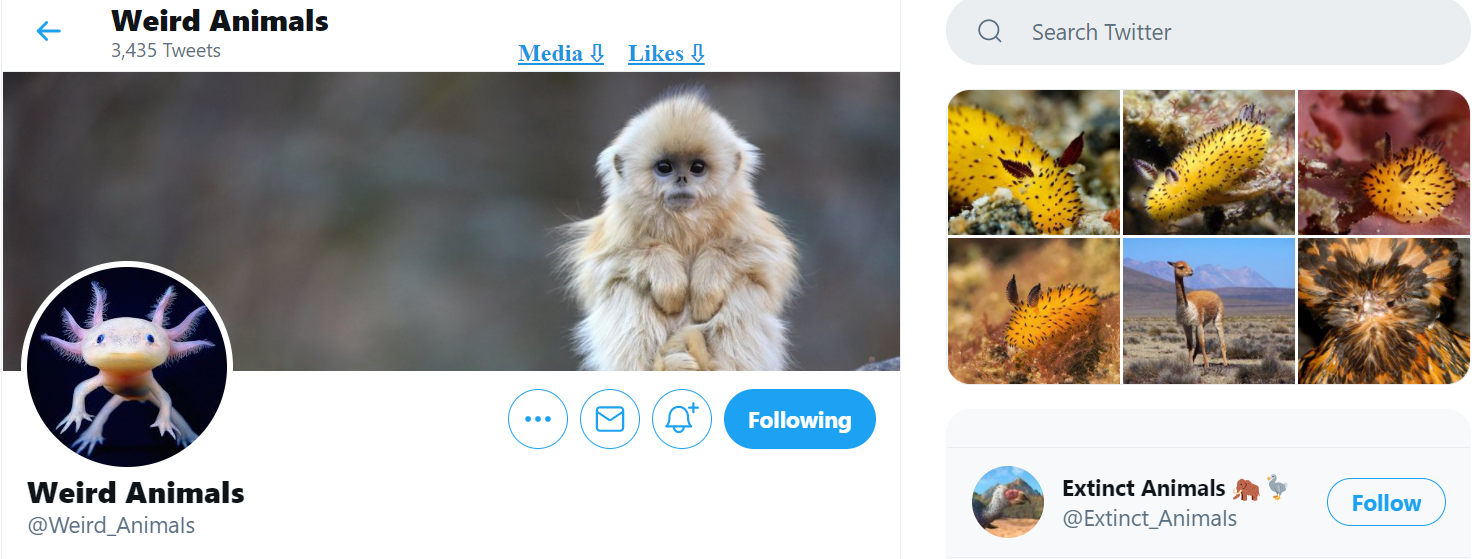 Weird Animals
3,435 Tweets
Media ⇩ Likes ⇩
Following
Weird Animals
@Weird_Animals
Search Twitter
Extinct Animals 🦣🦤
@Extinct_Animals
Follow